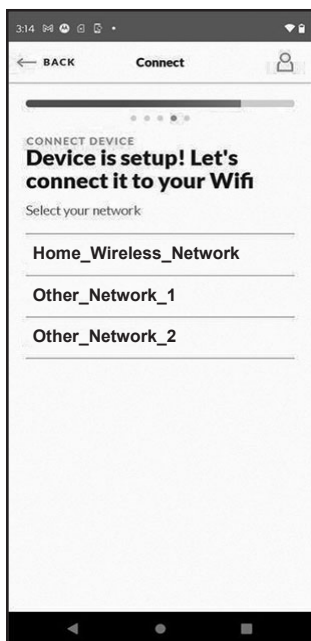 3:14
BACK Connect
CONNECT DEVICE
Device is setup! Let's
connect it to your Wifi
Select your network
Home_Wireless_Network
Other_Network_1
Other_Network_2